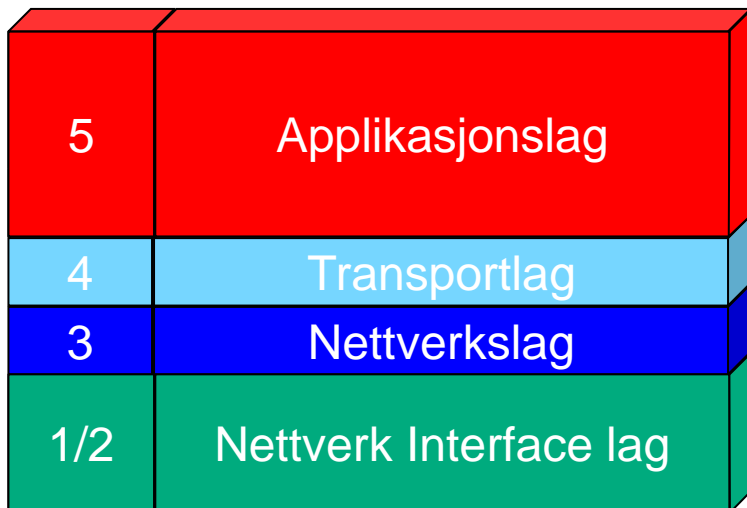 5 Applikasjonslag
4 Transportlag
3 Nettverkslag
1/2 Nettverk Interface lag